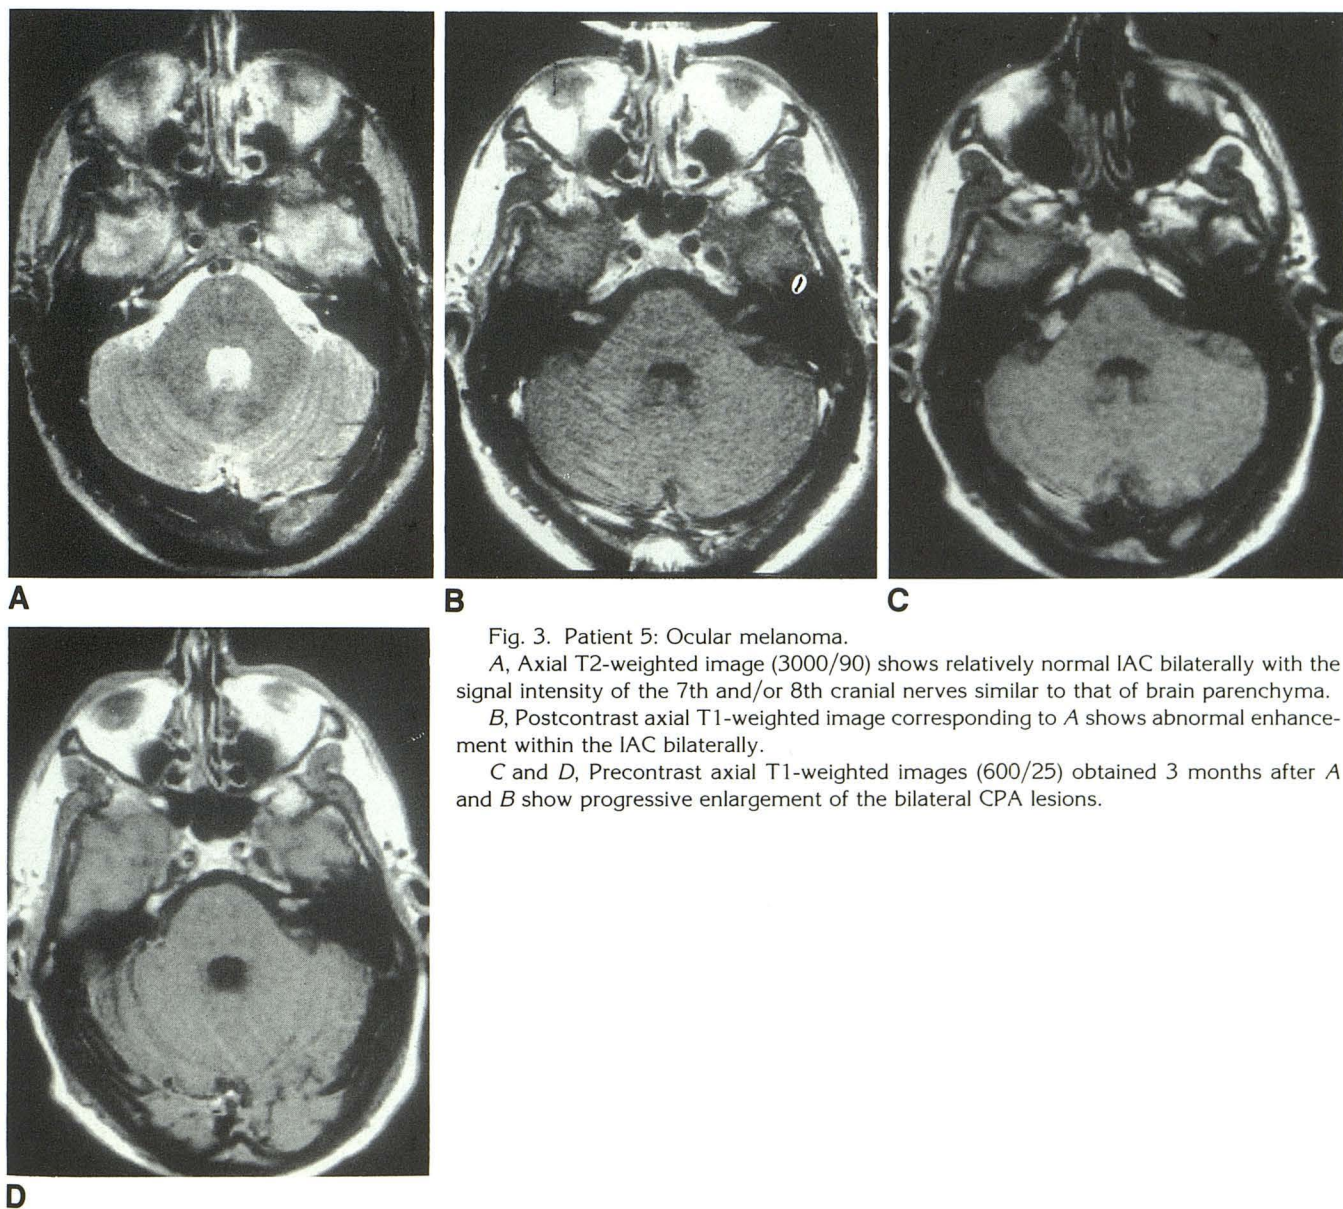 A
B
C
Fig. 3. Patient 5: Ocular melanoma.
A, Axial T2-weighted image (3000/90) shows relatively normal IAC bilaterally with the
signal intensity of the 7th and/or 8th cranial nerves similar to that of brain parenchyma.
B, Postcontrast axial T1-weighted image corresponding to A shows abnormal enhance-
ment within the IAC bilaterally.
C and D, Precontrast axial T1-weighted images (600/25) obtained 3 months after A
and B show progressive enlargement of the bilateral CPA lesions.
D